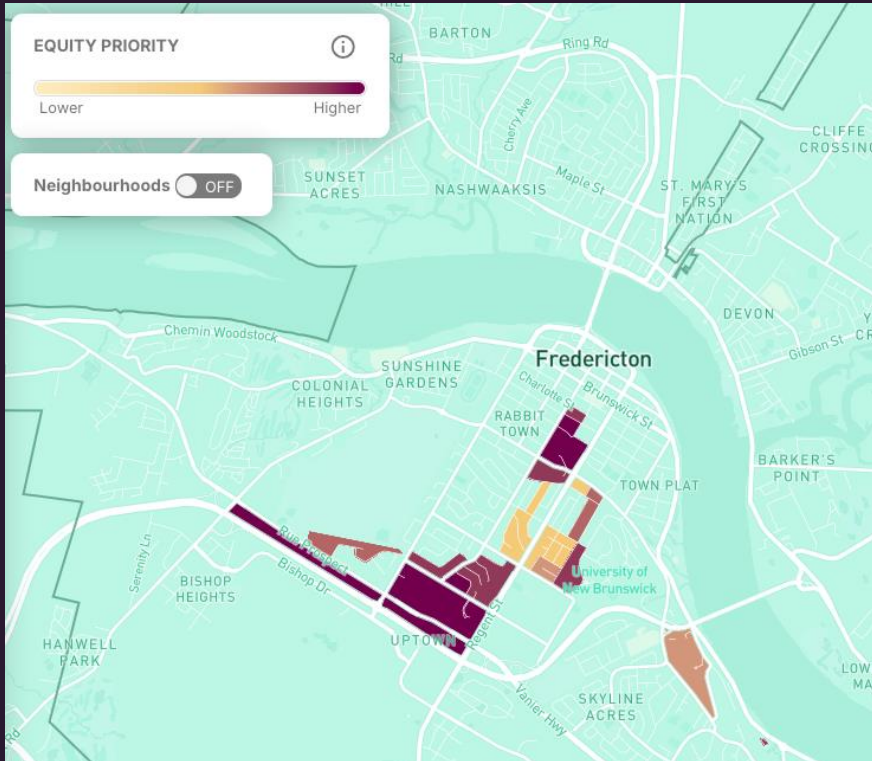 EQUITY PRIORITY
Lower
Higher
Neighbourhoods
OFF
BARTON
Ring Rd
Rd
Cherry Ave
CLIFFE
CROSSING
SUNSET
ACRES
NASHWAAKSIS
Maple St
ST. MARY'S
FIRST
NATION
DEVON
Gibson St
Chemin Woodstock
Fredericton
SUNSHINE
GARDENS
COLONIAL
HEIGHTS
Charlotte St
Brunswick St
RABBIT
TOWN
BARKER'S
POINT
TOWN PLAT
Rue Prospect
Bishop Dr
Serenity Ln
BISHOP
HEIGHTS
University of
New Brunswick
HANWELL
PARK
UPTOWN
Regent St
SKYLINE
ACRES
Vanier Hwy
Rd